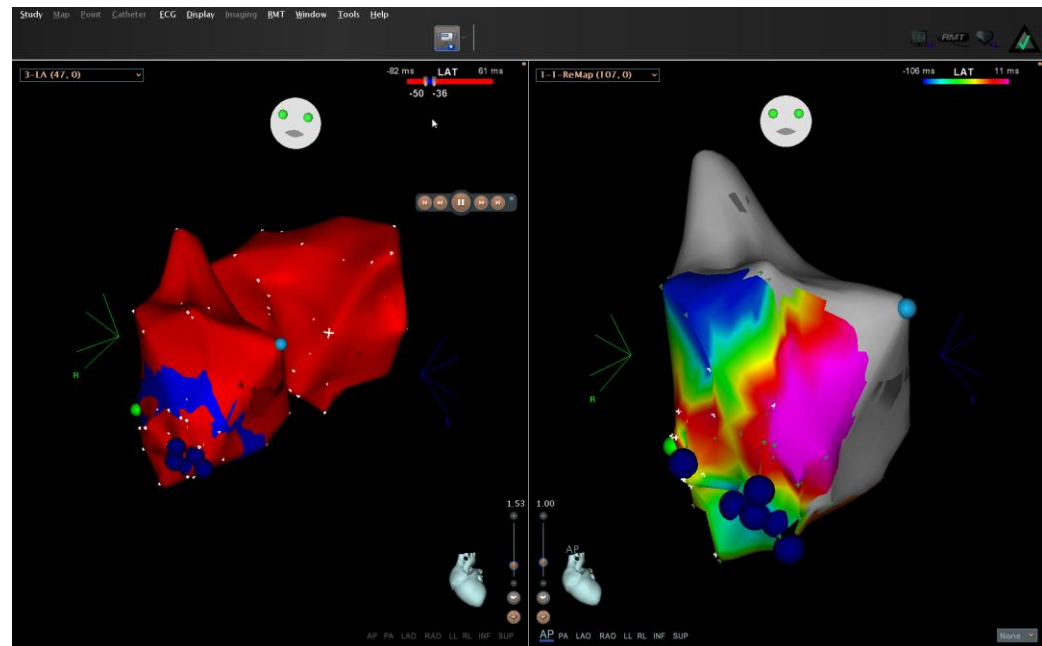 Study Map Point Catheter ECG Display Imaging RMT Window Tools Help
RMT
3-LA (47, 0)
-82 ms LAT 61 ms
-50 -36
1-1-ReMap (107, 0)
-106 ms LAT 11 ms
R
L
R
L
1.53
1.00
AP
AP PA LAO RAO LL RL INF SUP
AP PA LAO RAO LL RL INF SUP
None